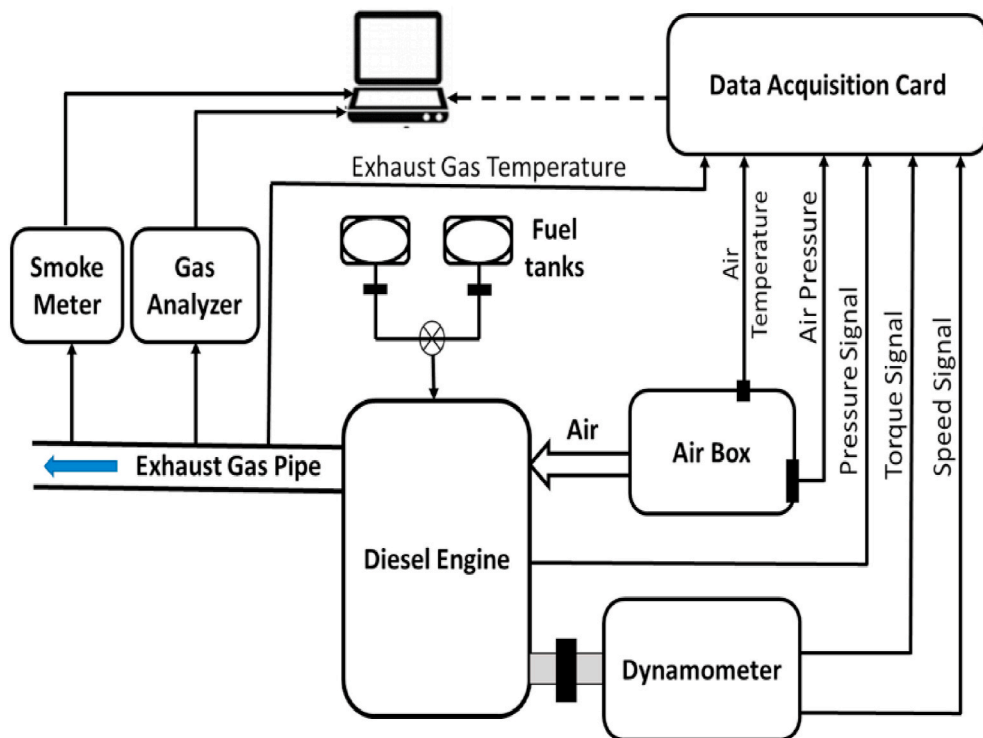 Data Acquisition Card
Exhaust Gas Temperature
Smoke
Meter
Gas
Analyzer
Fuel
tanks
Air
Temperature
Air Pressure
Pressure Signal
Torque Signal
Speed Signal
Air
Air Box
Exhaust Gas Pipe
Diesel Engine
Dynamometer